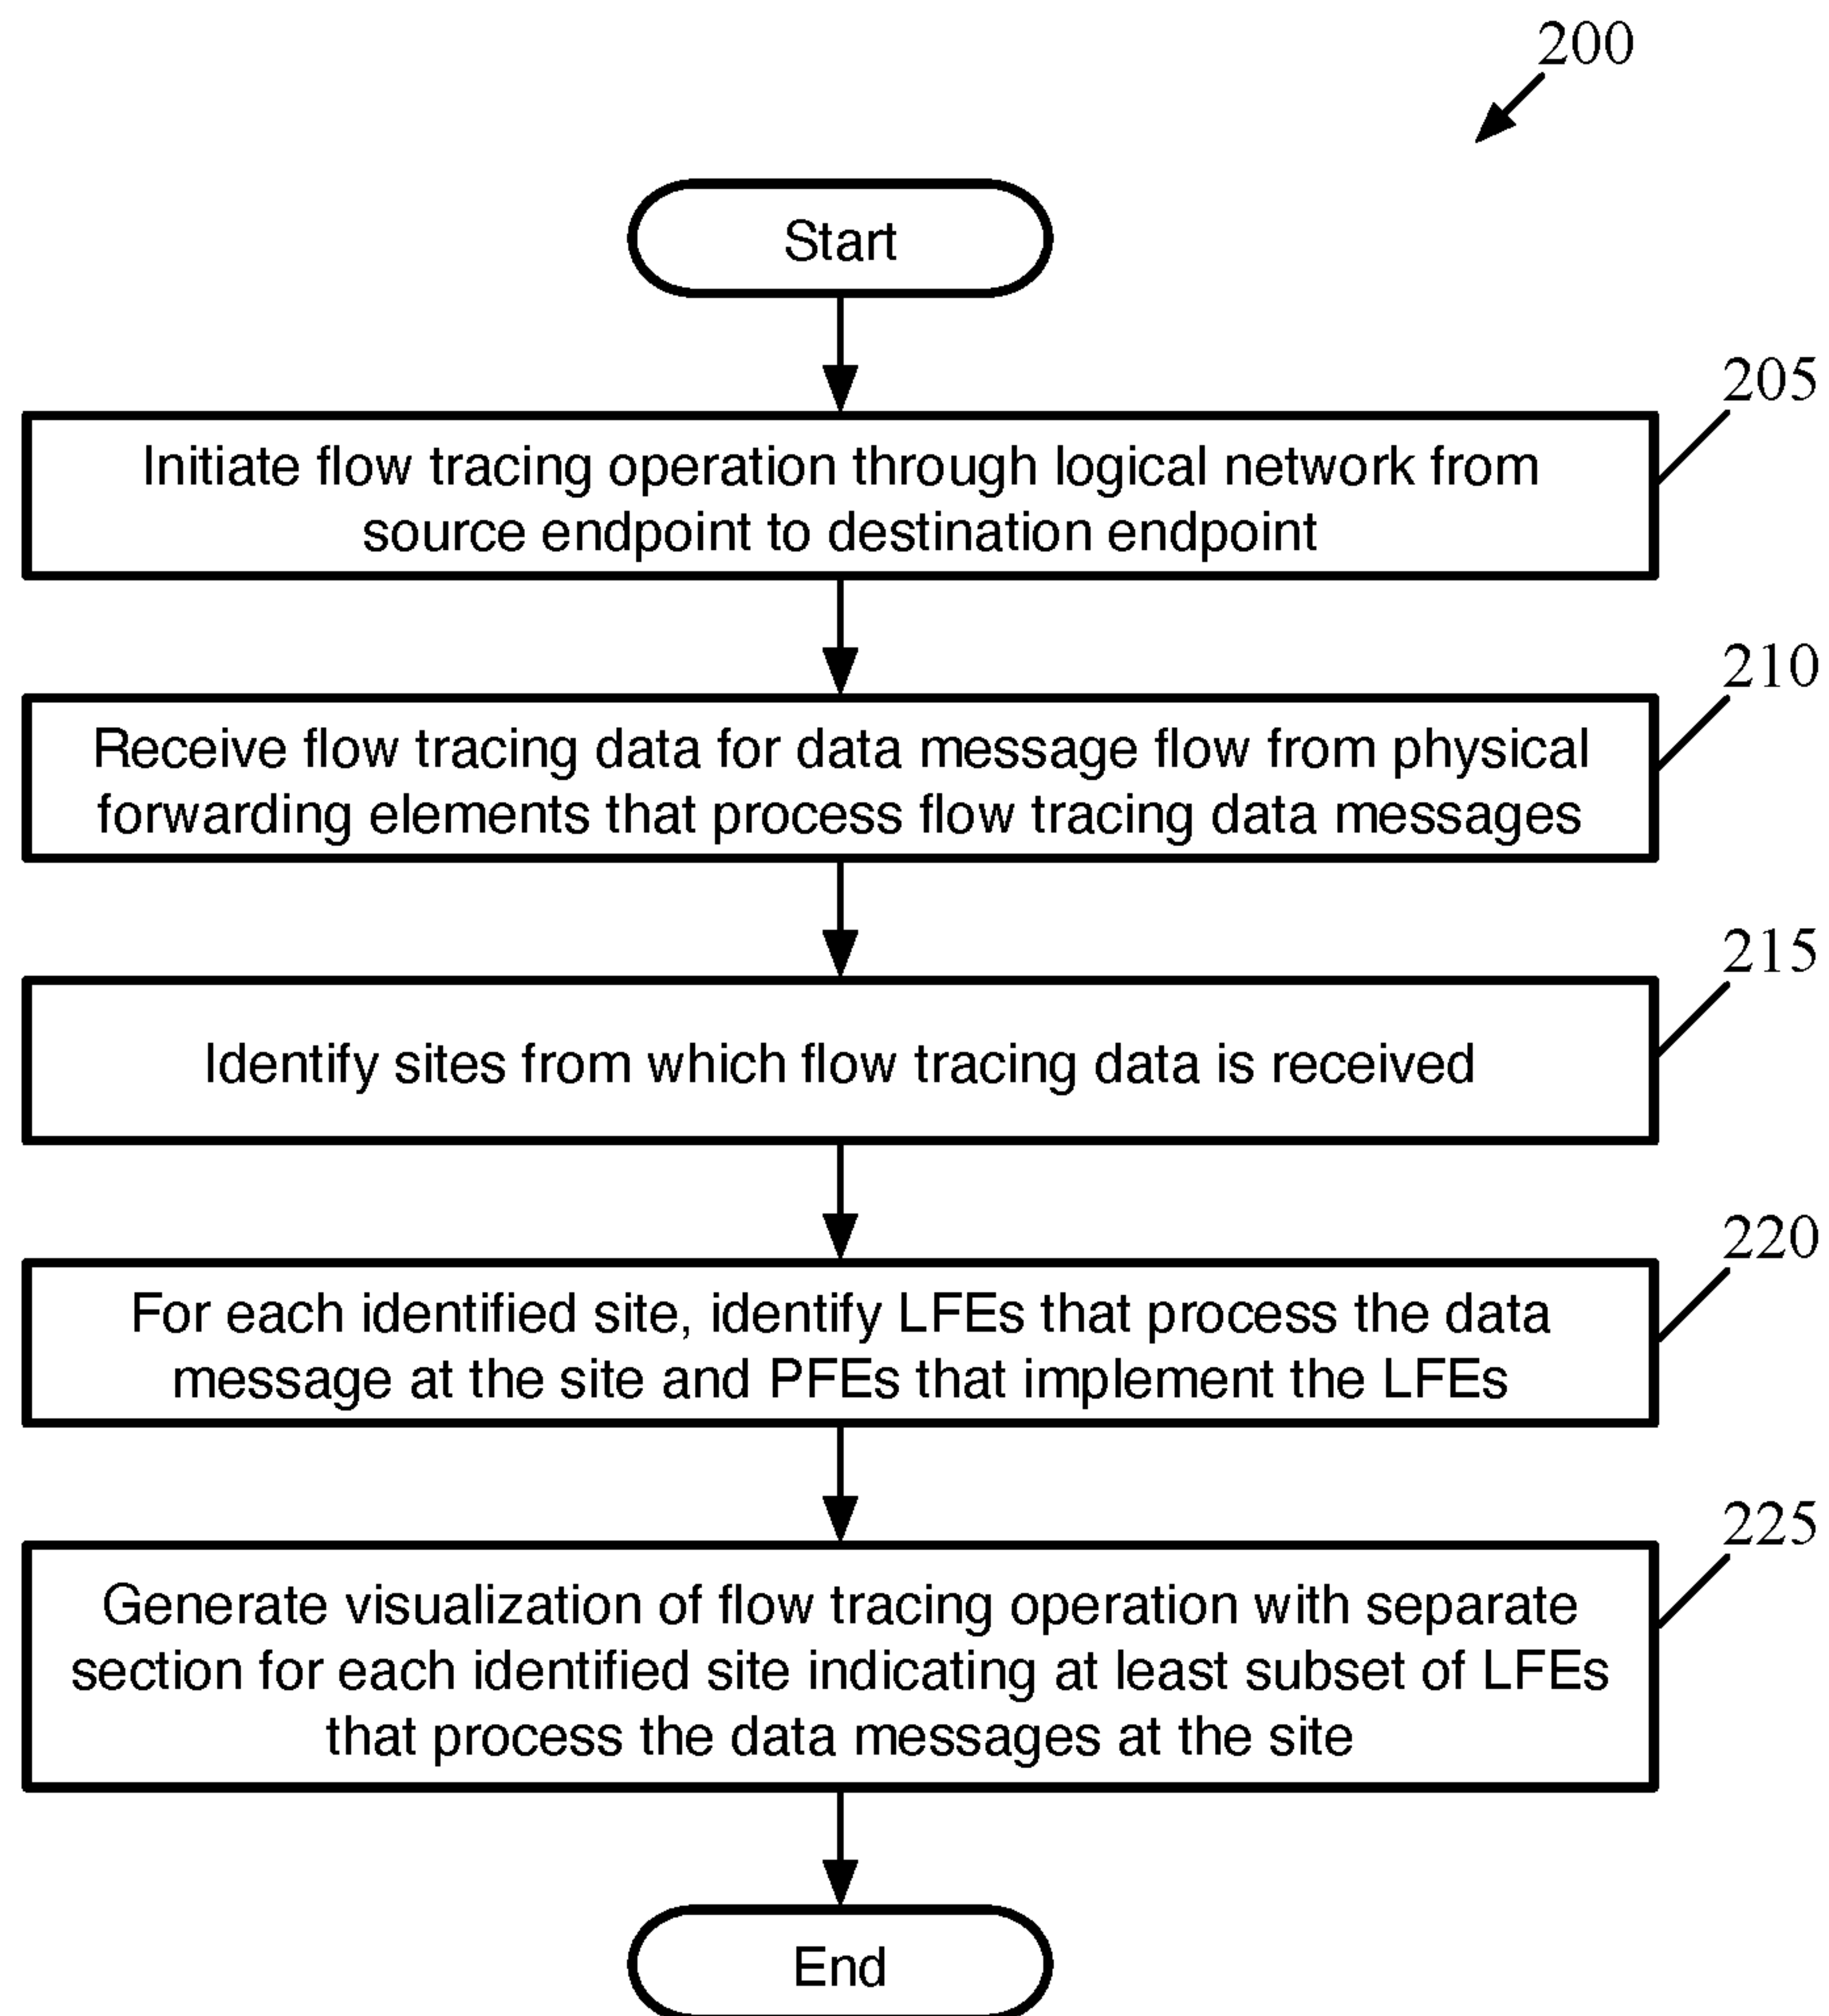 200
Start
205
Initiate flow tracing operation through logical network from
source endpoint to destination endpoint
210
Receive flow tracing data for data message flow from physical
forwarding elements that process flow tracing data messages
215
Identify sites from which flow tracing data is received
220
For each identified site, identify LFEs that process the data
message at the site and PFEs that implement the LFEs
225
Generate visualization of flow tracing operation with separate
section for each identified site indicating at least subset of LFEs
that process the data messages at the site
End